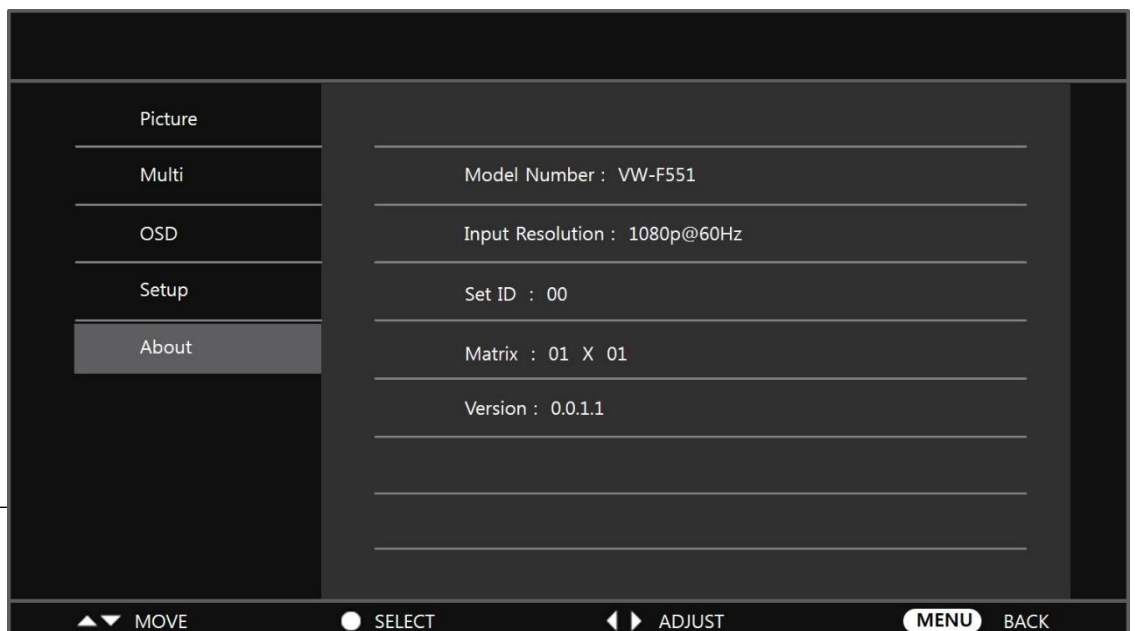 Picture
Multi
OSD
Setup
About
Model Number : VW-F551
Input Resolution : 1080p@60Hz
Set ID : 00
Matrix : 01 X 01
Version : 0.0.1.1
MOVE SELECT ADJUST MENU BACK